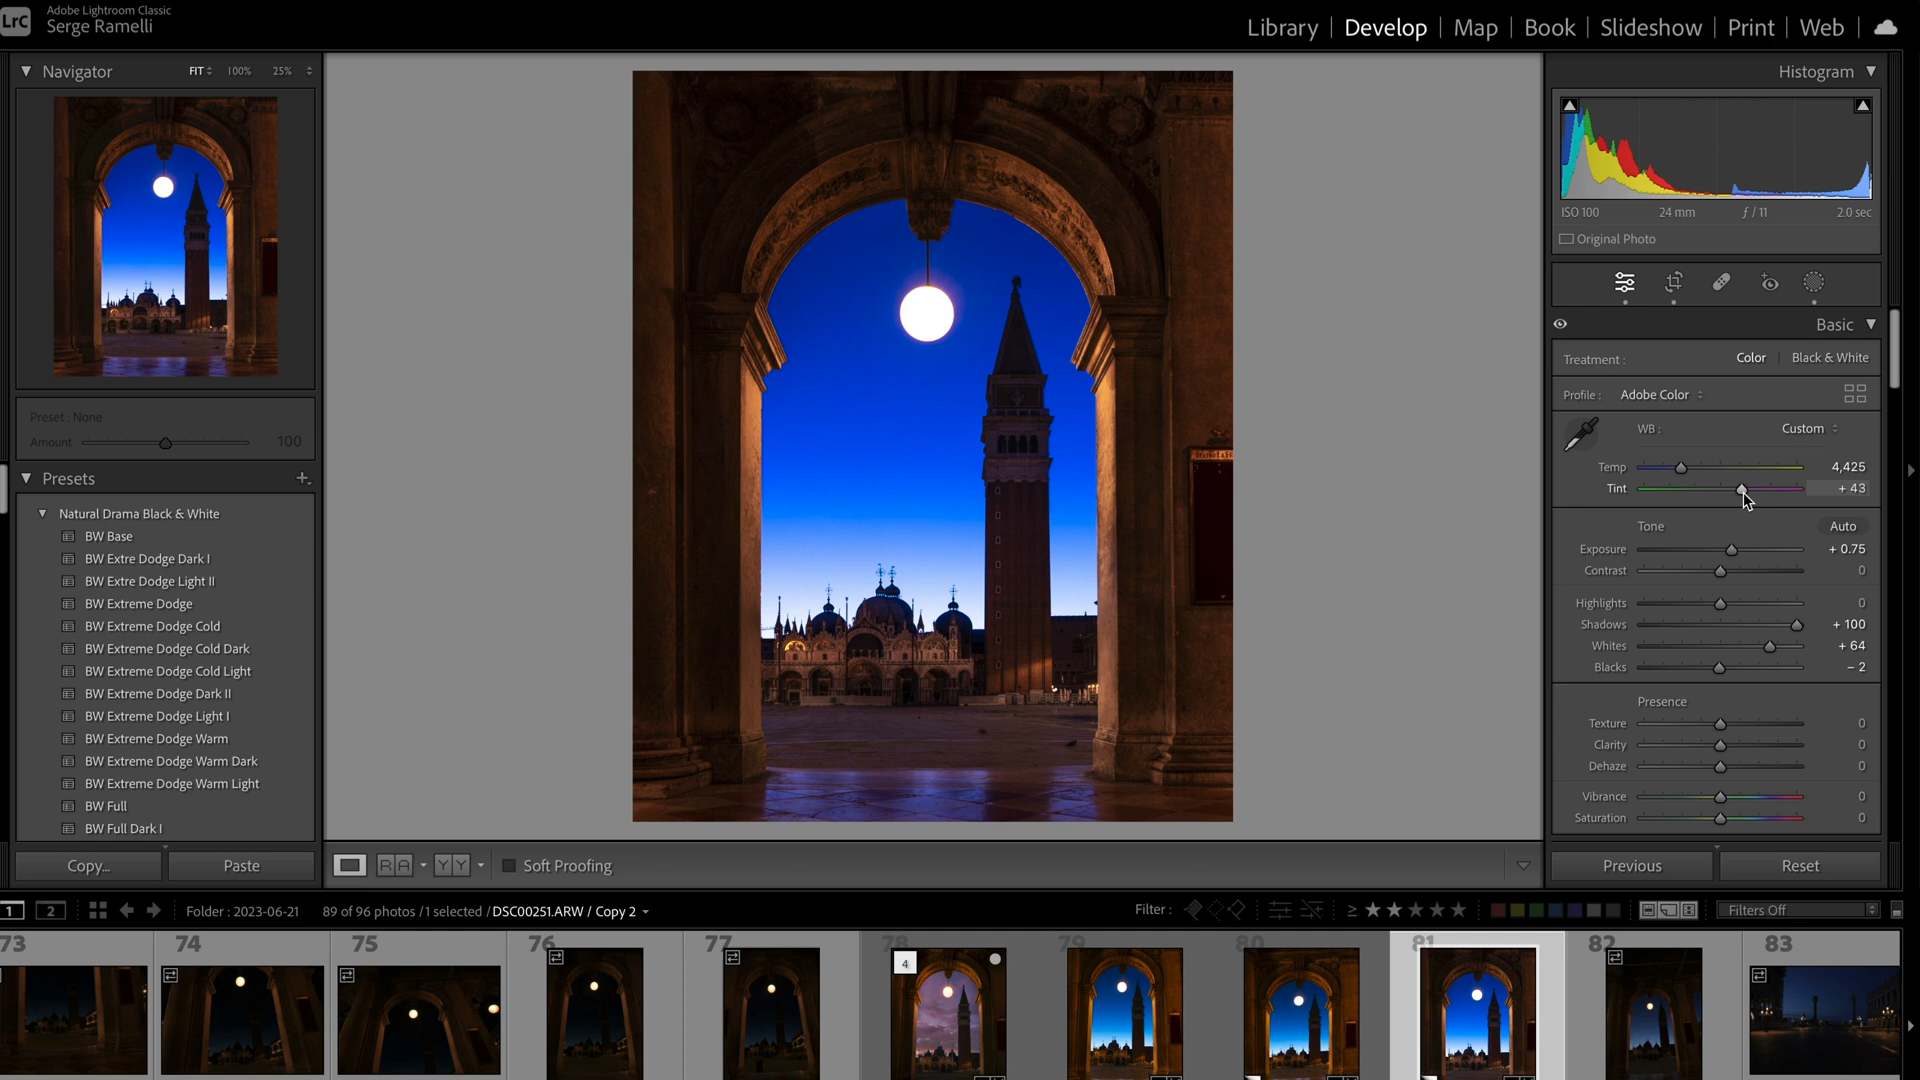 LrC
Adobe Lightroom Classic
Serge Ramelli
Library | Develop | Map | Book | Slideshow | Print | Web
Navigator FIT 100% 25%
Preset : None
Amount 100
Presets +
Natural Drama Black & White
BW Base
BW Extre Dodge Dark I
BW Extre Dodge Light II
BW Extreme Dodge
BW Extreme Dodge Cold
BW Extreme Dodge Cold Dark
BW Extreme Dodge Cold Light
BW Extreme Dodge Dark II
BW Extreme Dodge Light I
BW Extreme Dodge Warm
BW Extreme Dodge Warm Dark
BW Extreme Dodge Warm Light
BW Full
BW Full Dark I
Copy...
Paste
Histogram
ISO 100 24 mm ƒ / 11 2.0 sec
Original Photo
Basic
Treatment : Color | Black & White
Profile : Adobe Color
WB : Custom
Temp 4,425
Tint + 43
Tone Auto
Exposure + 0.75
Contrast 0
Highlights 0
Shadows + 100
Whites + 64
Blacks − 2
Presence
Texture 0
Clarity 0
Dehaze 0
Vibrance 0
Saturation 0
Previous
Reset
R A Y Y Soft Proofing
1 2 Folder : 2023-06-21 89 of 96 photos / 1 selected / DSC00251.ARW / Copy 2 Filter : ≥ ★★★★★ Filters Off
73 74 75 76 77 78 79 80 81 82 83
4